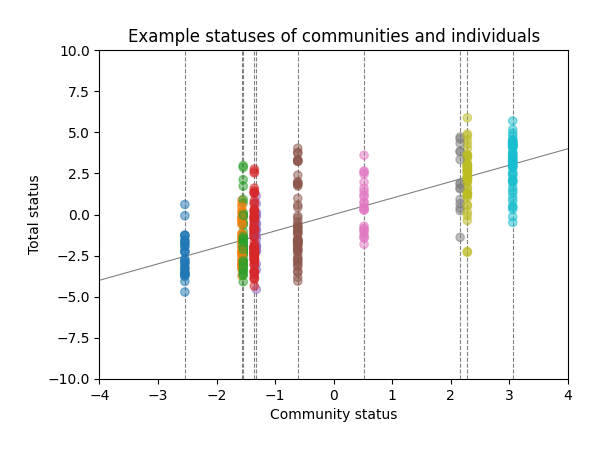 Example statuses of communities and individuals
10.0
7.5
5.0
2.5
0.0
−2.5
−5.0
−7.5
−10.0
Total status
−4 −3 −2 −1 0 1 2 3 4
Community status